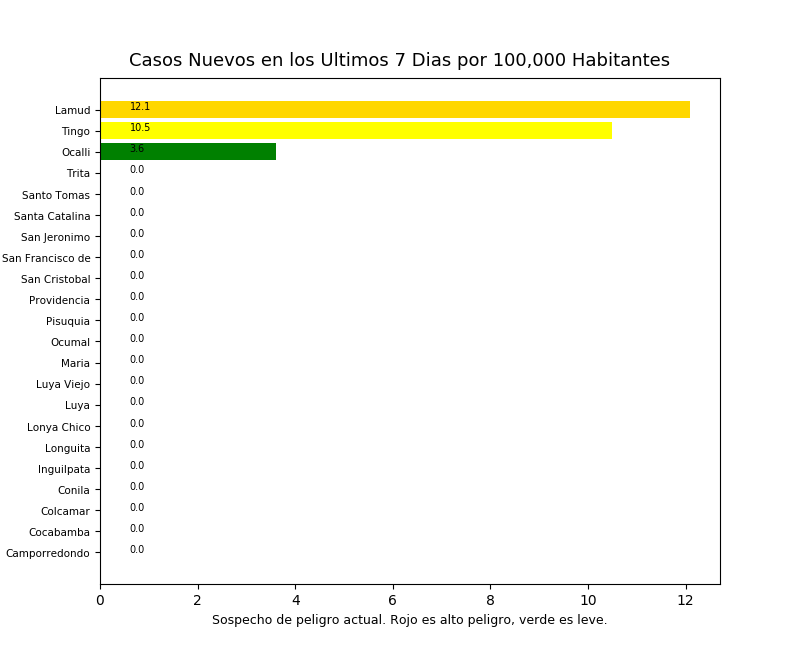 Casos Nuevos en los Ultimos 7 Dias por 100,000 Habitantes
Lamud 12.1
Tingo 10.5
Ocalli 3.6
Trita 0.0
Santo Tomas 0.0
Santa Catalina 0.0
San Jeronimo 0.0
San Francisco de 0.0
San Cristobal 0.0
Providencia 0.0
Pisuquia 0.0
Ocumal 0.0
Maria 0.0
Luya Viejo 0.0
Luya 0.0
Lonya Chico 0.0
Longuita 0.0
Inguilpata 0.0
Conila 0.0
Colcamar 0.0
Cocabamba 0.0
Camporredondo 0.0
0 2 4 6 8 10 12
Sospecho de peligro actual. Rojo es alto peligro, verde es leve.